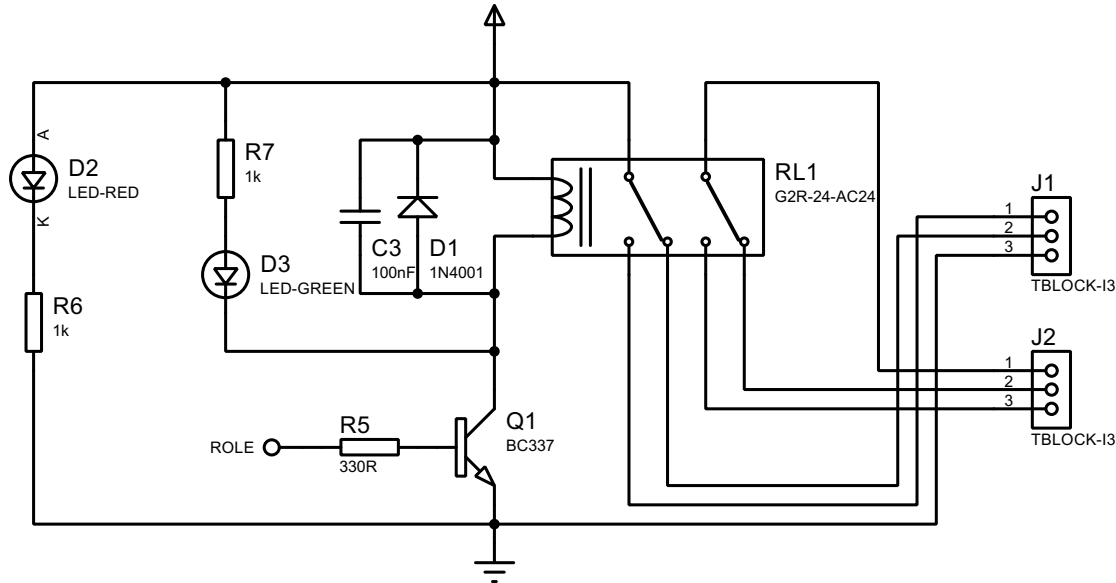 A
D2
LED-RED
K
R6
1k
R7
1k
D3
LED-GREEN
C3
100nF
D1
1N4001
RL1
G2R-24-AC24
J1
1
2
3
TBLOCK-I3
J2
1
2
3
TBLOCK-I3
ROLE
R5
330R
Q1
BC337